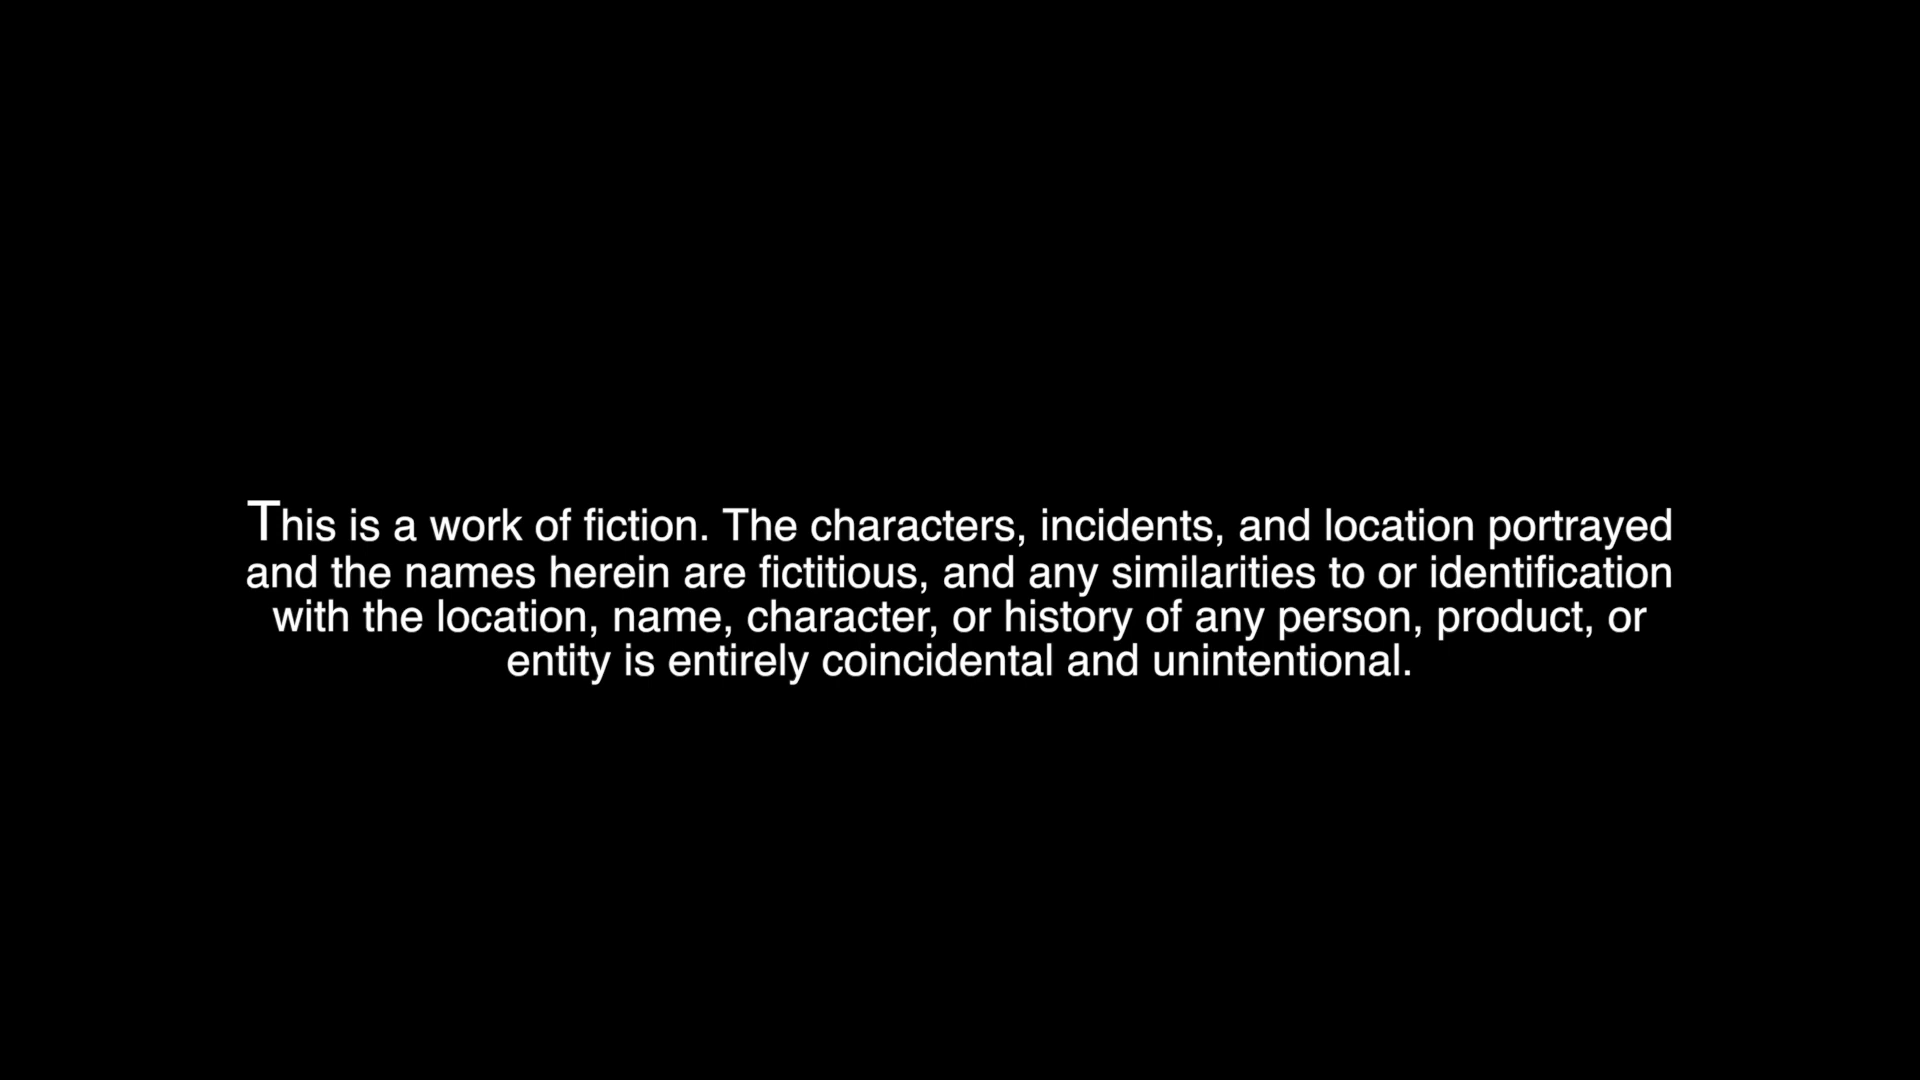 This is a work of fiction. The characters, incidents, and location portrayed
and the names herein are fictitious, and any similarities to or identification
with the location, name, character, or history of any person, product, or
entity is entirely coincidental and unintentional.